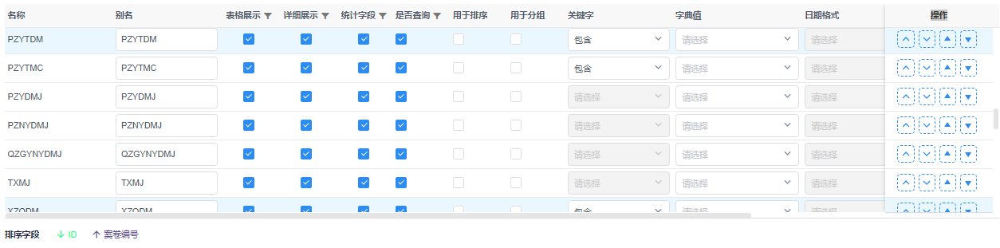 名称 别名 表格展示 详细展示 统计字段 是否查询 用于排序 用于分组 关键字 字典值 日期格式 操作
PZYTDM PZYTDM 包含 请选择 请选择
PZYTMC PZYTMC 包含 请选择 请选择
PZYDMJ PZYDMJ 请选择 请选择 请选择
PZNYDMJ PZNYDMJ 请选择 请选择 请选择
QZGYNYDMJ QZGYNYDMJ 请选择 请选择 请选择
TXMJ TXMJ 请选择 请选择 请选择
XZQDM XZQDM 包含 请选择 请选择
排序字段 ID 案卷编号